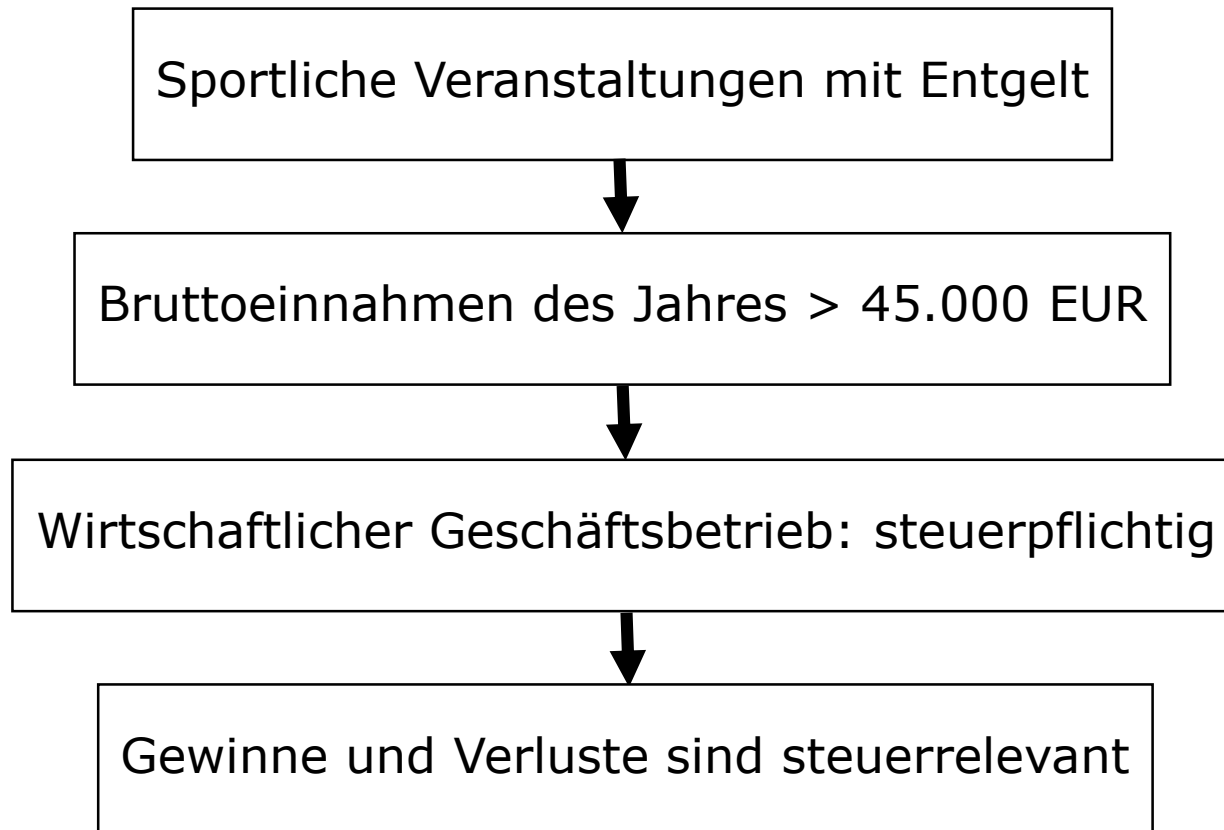 Sportliche Veranstaltungen mit Entgelt
Bruttoeinnahmen des Jahres > 45.000 EUR
Wirtschaftlicher Geschäftsbetrieb: steuerpflichtig
Gewinne und Verluste sind steuerrelevant